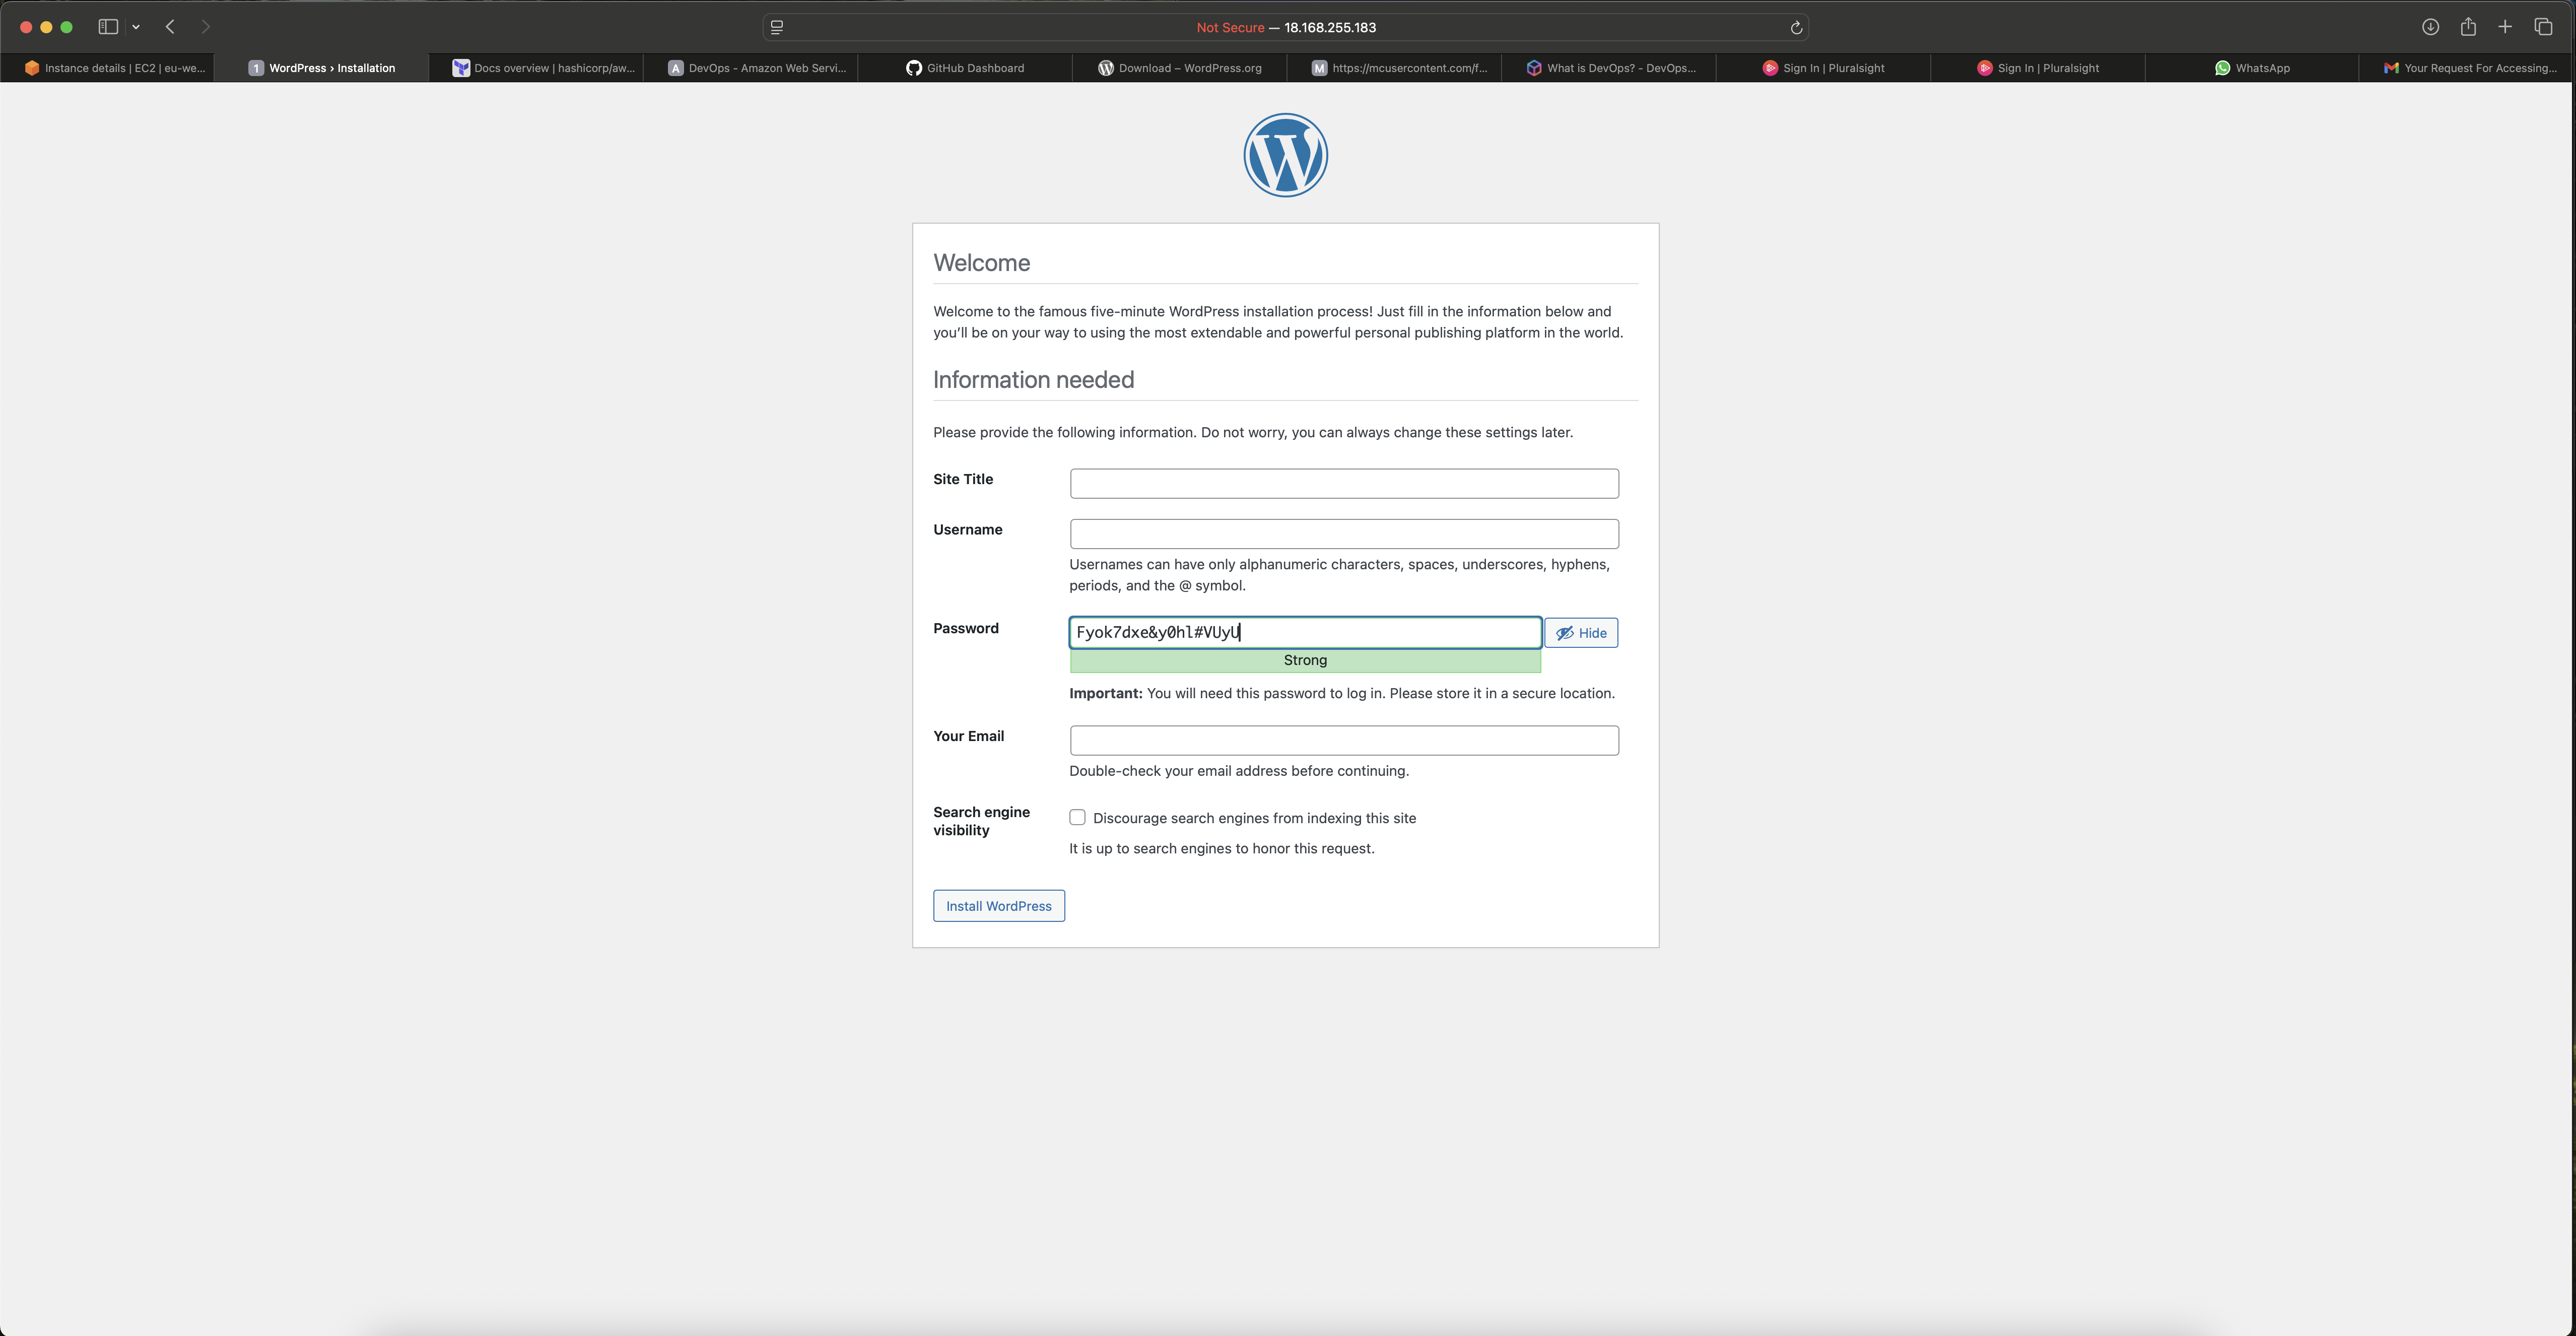 Not Secure — 18.168.255.183
Instance details | EC2 | eu-we...
1 WordPress › Installation
Docs overview | hashicorp/aw...
A DevOps - Amazon Web Servi...
GitHub Dashboard
Download – WordPress.org
M https://mcusercontent.com/f...
What is DevOps? - DevOps...
Sign In | Pluralsight
Sign In | Pluralsight
WhatsApp
Your Request For Accessing...
Welcome
Welcome to the famous five-minute WordPress installation process! Just fill in the information below and
you’ll be on your way to using the most extendable and powerful personal publishing platform in the world.
Information needed
Please provide the following information. Do not worry, you can always change these settings later.
Site Title
Username
Usernames can have only alphanumeric characters, spaces, underscores, hyphens,
periods, and the @ symbol.
Password
Fyok7dxe&y0hl#VUyU
Hide
Strong
Important: You will need this password to log in. Please store it in a secure location.
Your Email
Double-check your email address before continuing.
Search engine
visibility
Discourage search engines from indexing this site
It is up to search engines to honor this request.
Install WordPress